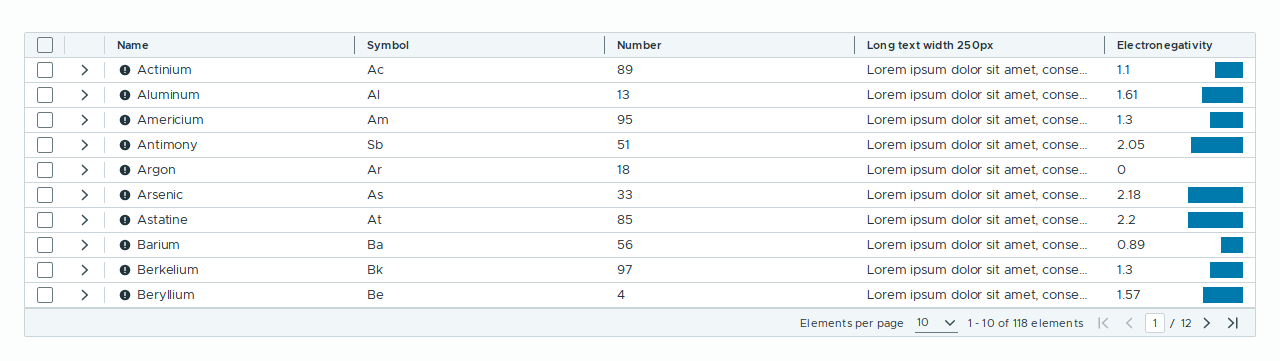 Name Symbol Number Long text width 250px Electronegativity
Actinium Ac 89 Lorem ipsum dolor sit amet, conse... 1.1
Aluminum Al 13 Lorem ipsum dolor sit amet, conse... 1.61
Americium Am 95 Lorem ipsum dolor sit amet, conse... 1.3
Antimony Sb 51 Lorem ipsum dolor sit amet, conse... 2.05
Argon Ar 18 Lorem ipsum dolor sit amet, conse... 0
Arsenic As 33 Lorem ipsum dolor sit amet, conse... 2.18
Astatine At 85 Lorem ipsum dolor sit amet, conse... 2.2
Barium Ba 56 Lorem ipsum dolor sit amet, conse... 0.89
Berkelium Bk 97 Lorem ipsum dolor sit amet, conse... 1.3
Beryllium Be 4 Lorem ipsum dolor sit amet, conse... 1.57
Elements per page 10 1 - 10 of 118 elements 1 / 12